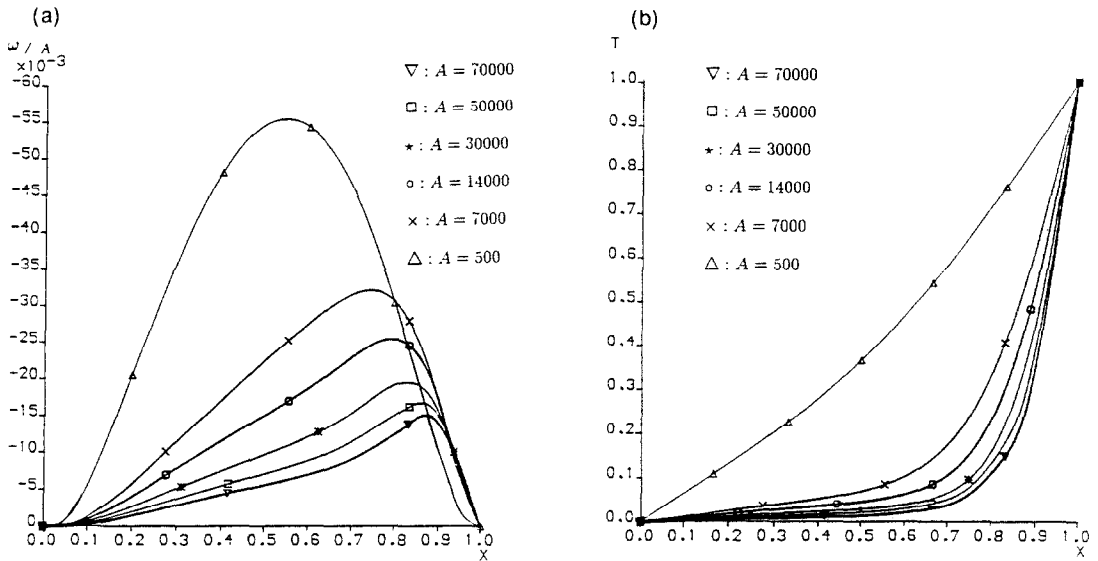 (a)
ω / A
×10⁻³
-60
-55
-50
-45
-40
-35
-30
-25
-20
-15
-10
-5
0
0.0 0.1 0.2 0.3 0.4 0.5 0.6 0.7 0.8 0.9 1.0
X
▽ : A = 70000
□ : A = 50000
★ : A = 30000
○ : A = 14000
× : A = 7000
△ : A = 500
(b)
T
1.0
0.9
0.8
0.7
0.6
0.5
0.4
0.3
0.2
0.1
0.0
0.0 0.1 0.2 0.3 0.4 0.5 0.6 0.7 0.8 0.9 1.0
X
▽ : A = 70000
□ : A = 50000
★ : A = 30000
○ : A = 14000
× : A = 7000
△ : A = 500